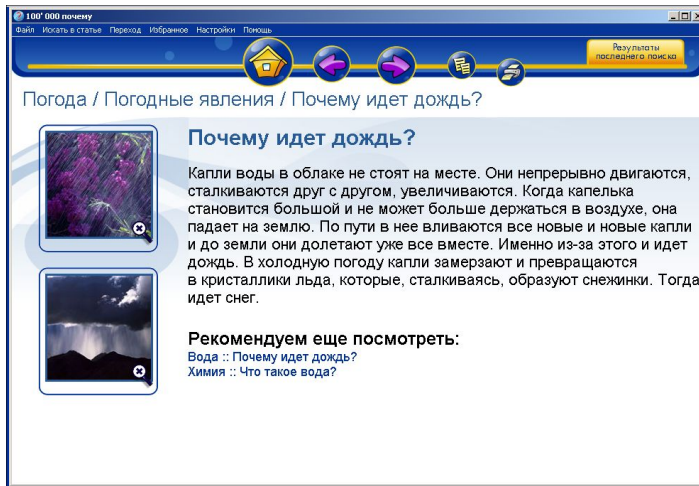 100' 000 почему
Файл Искать в статье Переход Избранное Настройки Помощь
Результаты
последнего поиска
Погода / Погодные явления / Почему идет дождь?
Почему идет дождь?
Капли воды в облаке не стоят на месте. Они непрерывно двигаются,
сталкиваются друг с другом, увеличиваются. Когда капелька
становится большой и не может больше держаться в воздухе, она
падает на землю. По пути в нее вливаются все новые и новые капли
и до земли они долетают уже все вместе. Именно из-за этого и идет
дождь. В холодную погоду капли замерзают и превращаются
в кристаллики льда, которые, сталкиваясь, образуют снежинки. Тогда
идет снег.
Рекомендуем еще посмотреть:
Вода :: Почему идет дождь?
Химия :: Что такое вода?